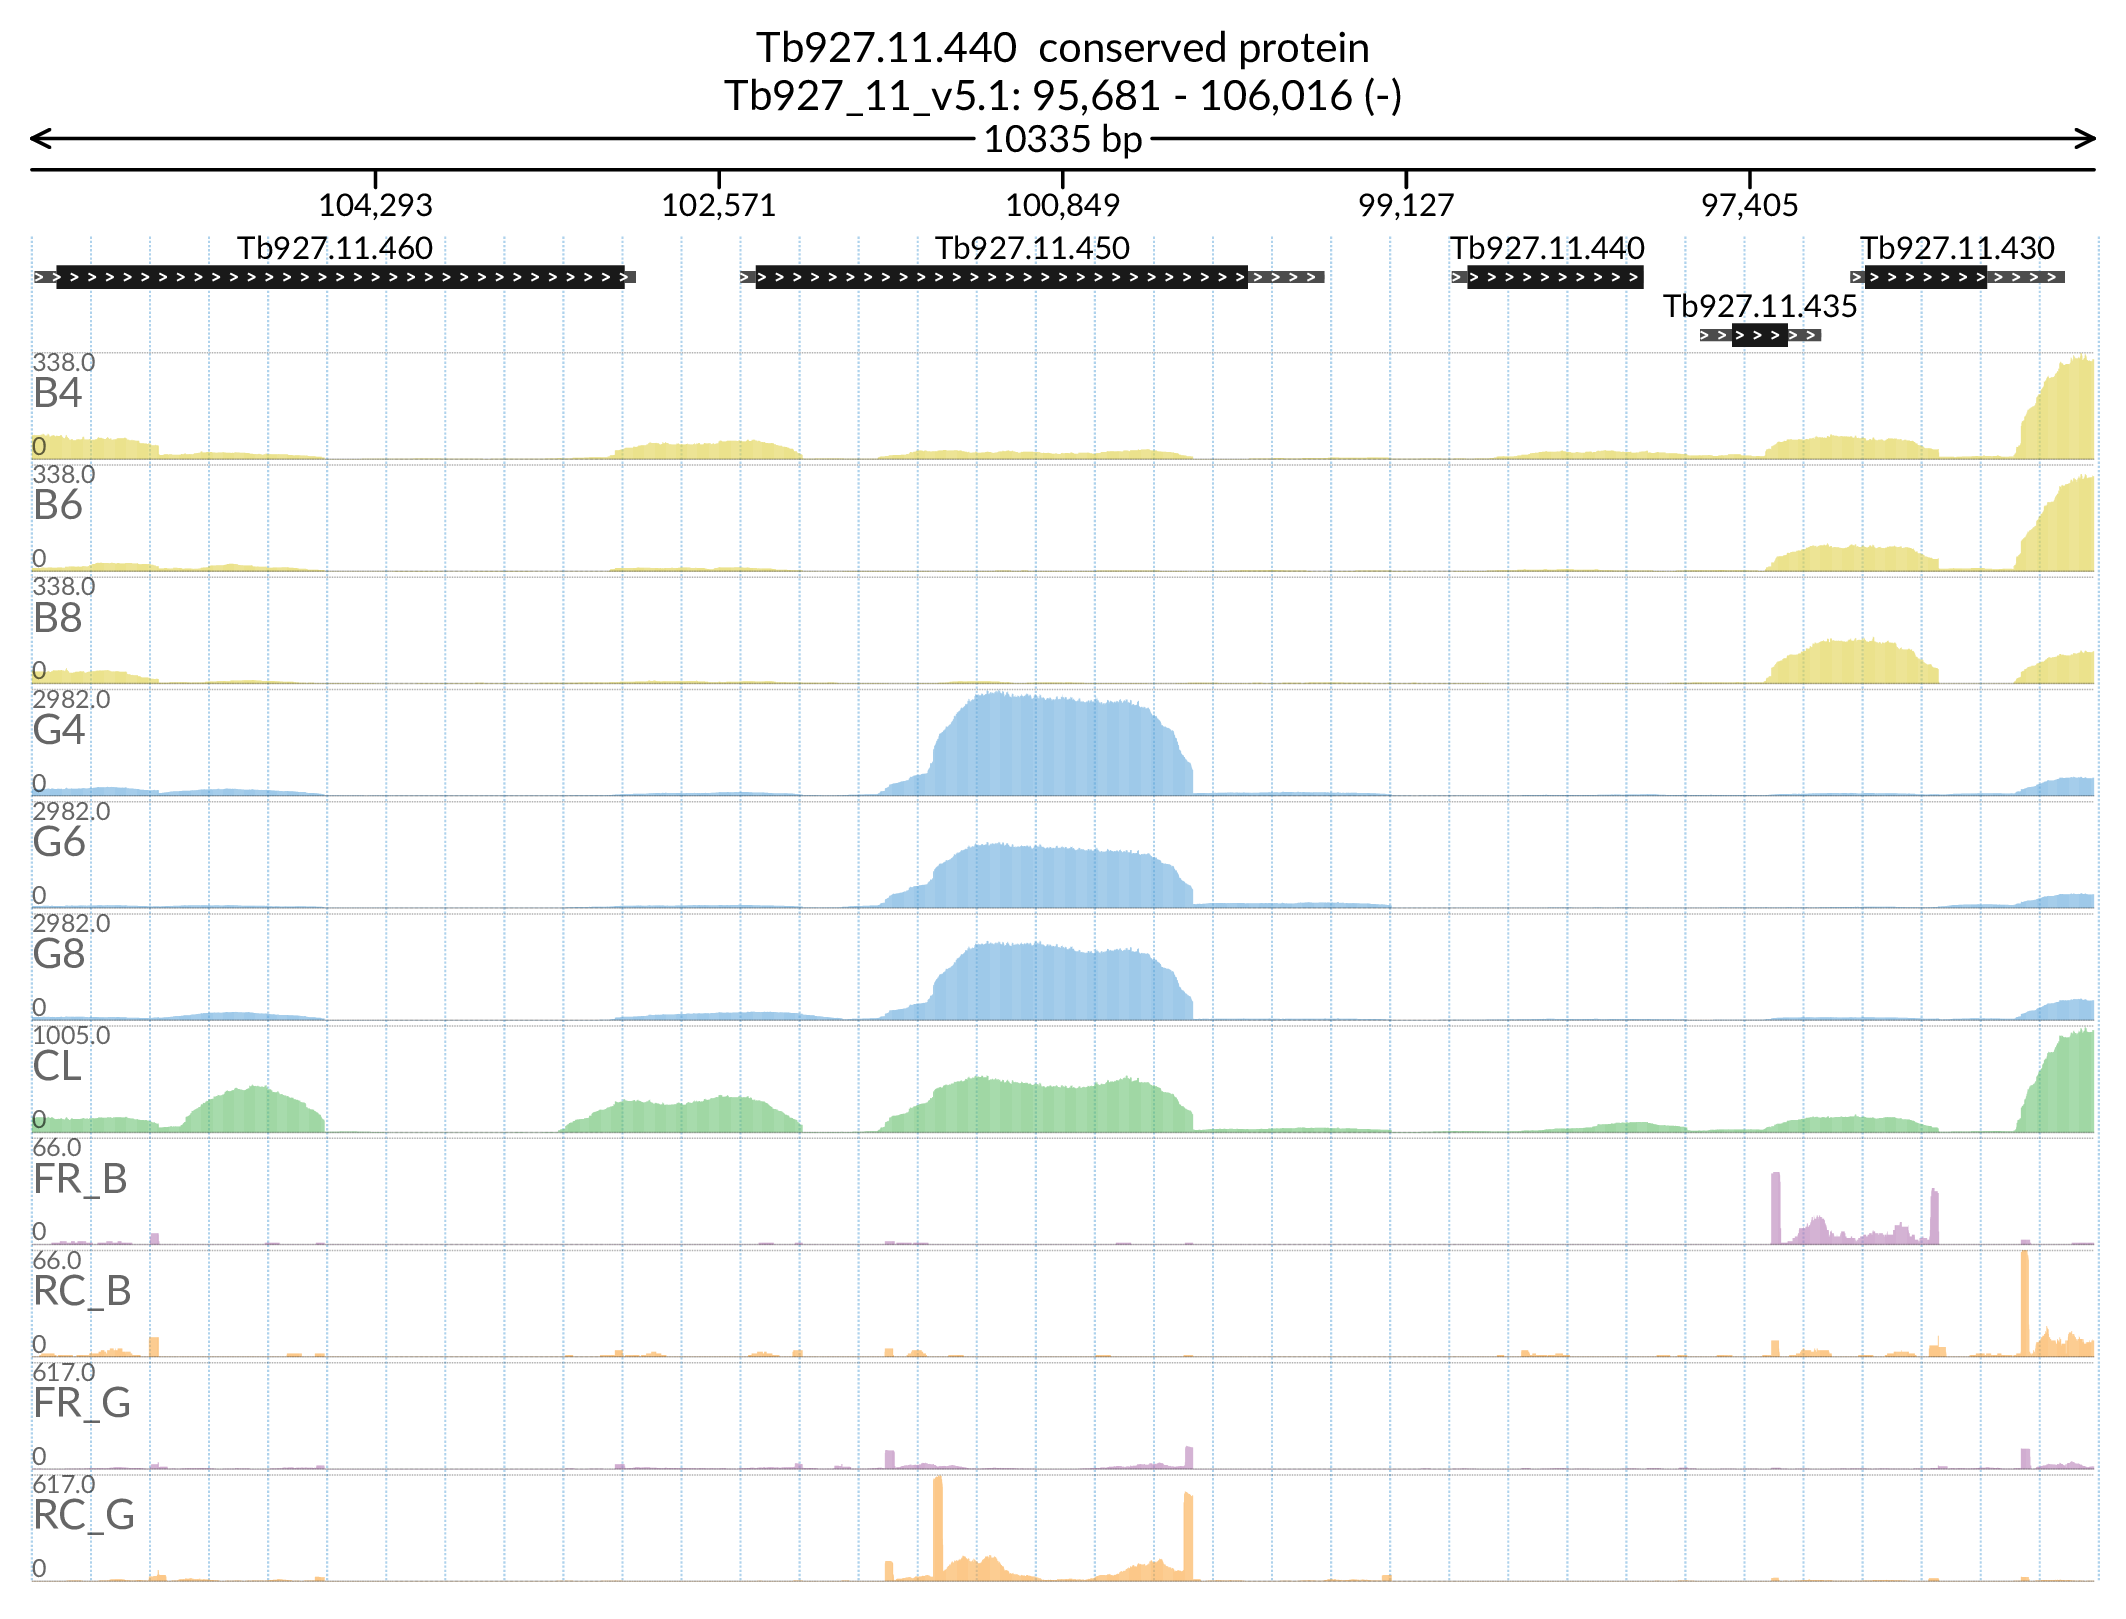 Tb927.11.440 conserved protein
Tb927_11_v5.1: 95,681 - 106,016 (-)
10335 bp
104,293 102,571 100,849 99,127 97,405
Tb927.11.460 Tb927.11.450 Tb927.11.440 Tb927.11.430
Tb927.11.435
338.0
B4
0
338.0
B6
0
338.0
B8
0
2982.0
G4
0
2982.0
G6
0
2982.0
G8
0
1005.0
CL
0
66.0
FR_B
0
66.0
RC_B
0
617.0
FR_G
0
617.0
RC_G
0